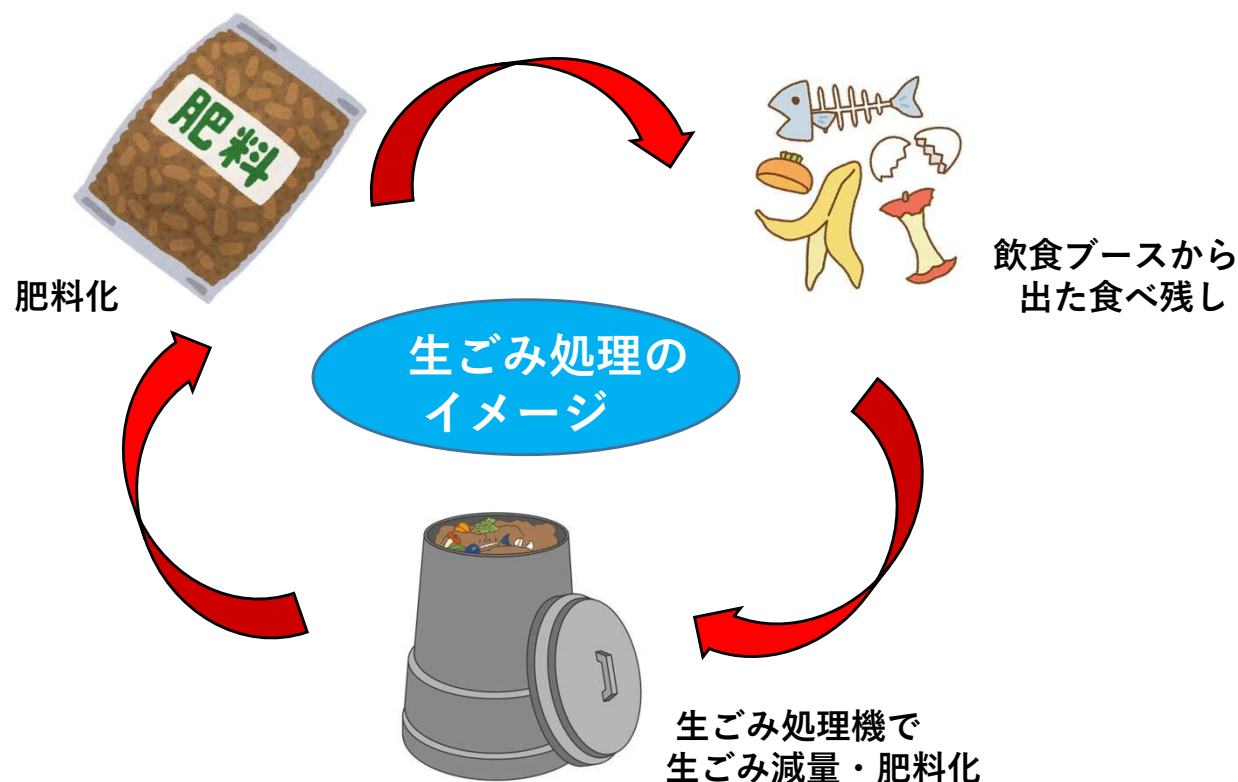 肥料
肥料化
飲食ブースから
出た食べ残し
生ごみ処理の
イメージ
生ごみ処理機で
生ごみ減量・肥料化